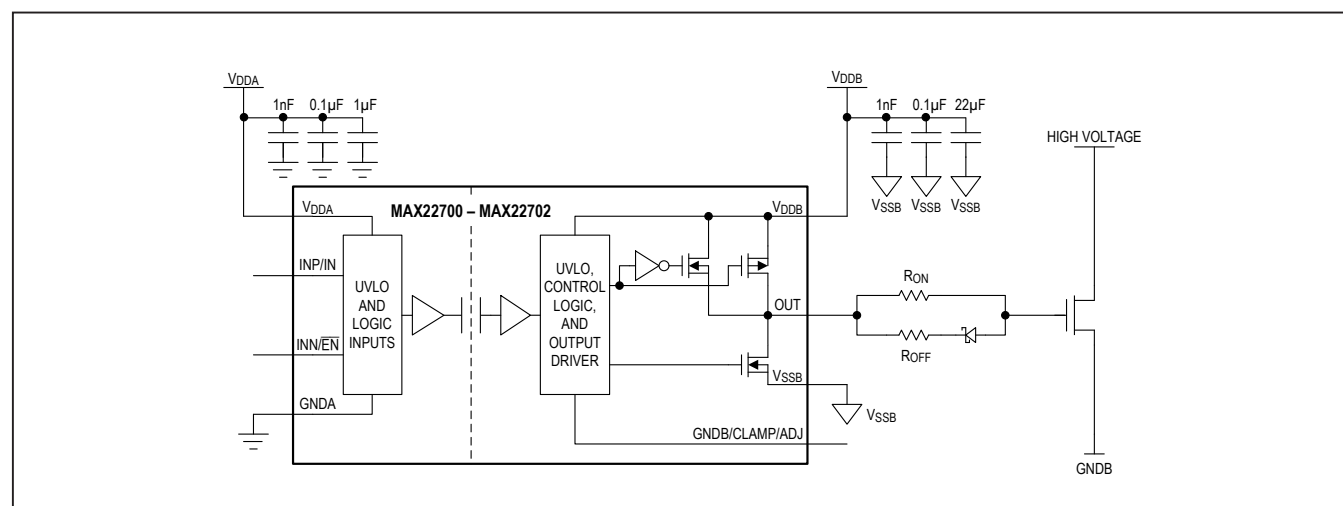 VDDA
1nF 0.1µF 1µF
VDDB
1nF 0.1µF 22µF
VSSB VSSB VSSB
HIGH VOLTAGE
MAX22700 – MAX22702
VDDA
VDDB
INP/IN
INN/EN
GNDA
UVLO
AND
LOGIC
INPUTS
UVLO,
CONTROL
LOGIC,
AND
OUTPUT
DRIVER
OUT
VSSB
VSSB
GNDB/CLAMP/ADJ
RON
ROFF
GNDB